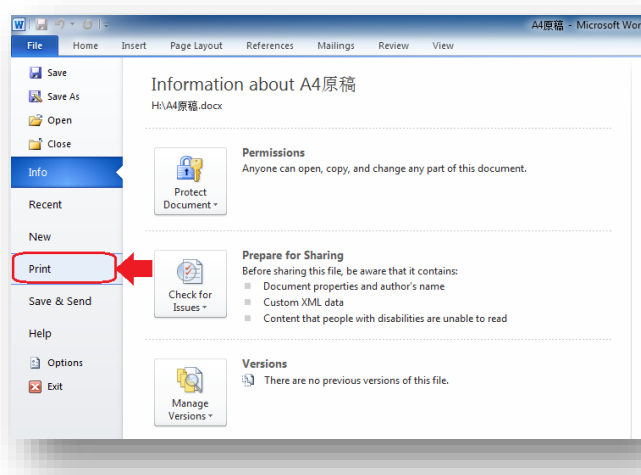 A4原稿 - Microsoft Wor
File Home Insert Page Layout References Mailings Review View
Save
Save As
Open
Close
Info
Recent
New
Print
Save & Send
Help
Options
Exit
Information about A4原稿
H:\A4原稿.docx
Protect
Document
Permissions
Anyone can open, copy, and change any part of this document.
Check for
Issues
Prepare for Sharing
Before sharing this file, be aware that it contains:
Document properties and author's name
Custom XML data
Content that people with disabilities are unable to read
Manage
Versions
Versions
There are no previous versions of this file.